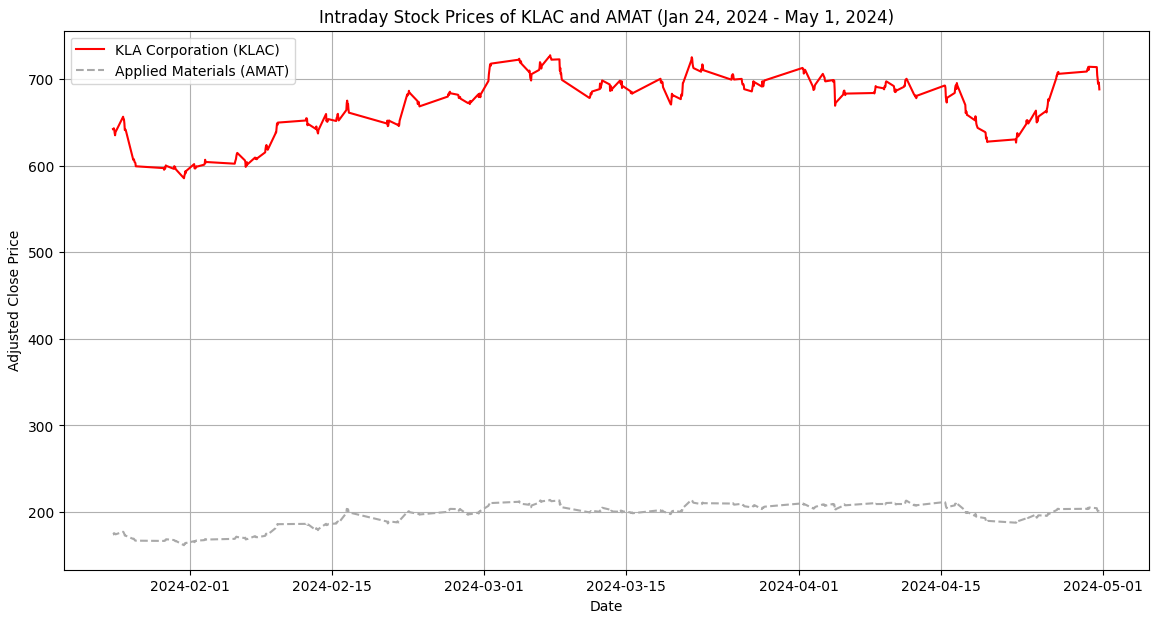 Intraday Stock Prices of KLAC and AMAT (Jan 24, 2024 - May 1, 2024)
KLA Corporation (KLAC)
Applied Materials (AMAT)
Adjusted Close Price
700
600
500
400
300
200
2024-02-01
2024-02-15
2024-03-01
2024-03-15
2024-04-01
2024-04-15
2024-05-01
Date